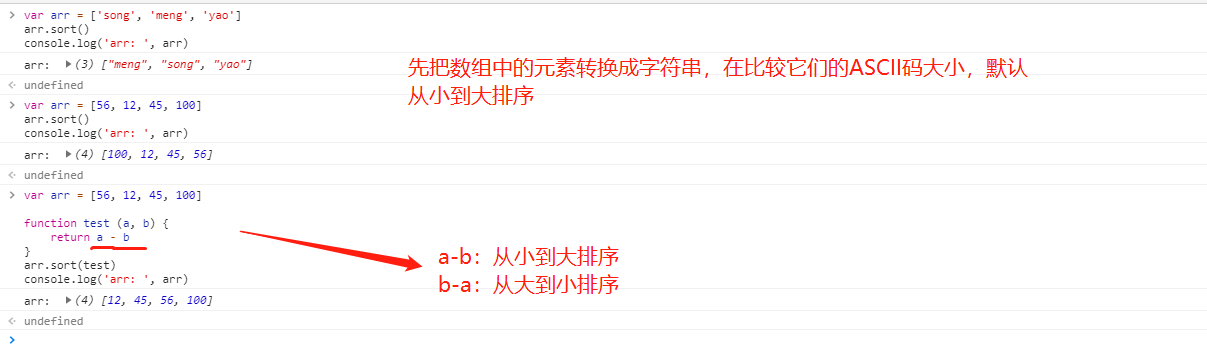 var arr = ['song', 'meng', 'yao']
arr.sort()
console.log('arr: ', arr)
arr: ▶(3) ["meng", "song", "yao"]
undefined
先把数组中的元素转换成字符串，在比较它们的ASCII码大小，默认
从小到大排序
var arr = [56, 12, 45, 100]
arr.sort()
console.log('arr: ', arr)
arr: ▶(4) [100, 12, 45, 56]
undefined
var arr = [56, 12, 45, 100]
function test (a, b) {
return a - b
}
arr.sort(test)
console.log('arr: ', arr)
a-b：从小到大排序
b-a：从大到小排序
arr: ▶(4) [12, 45, 56, 100]
undefined